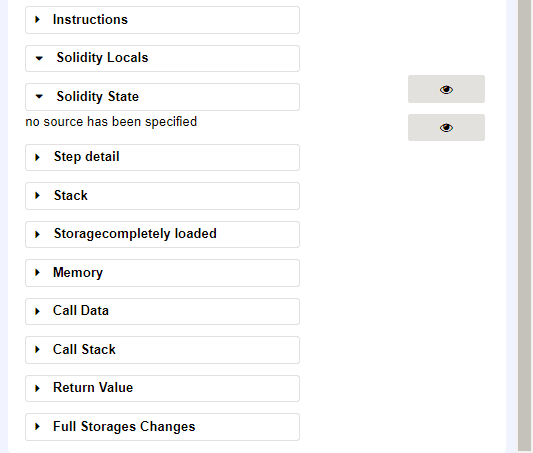 Instructions
Solidity Locals
Solidity State
no source has been specified
Step detail
Stack
Storagecompletely loaded
Memory
Call Data
Call Stack
Return Value
Full Storages Changes